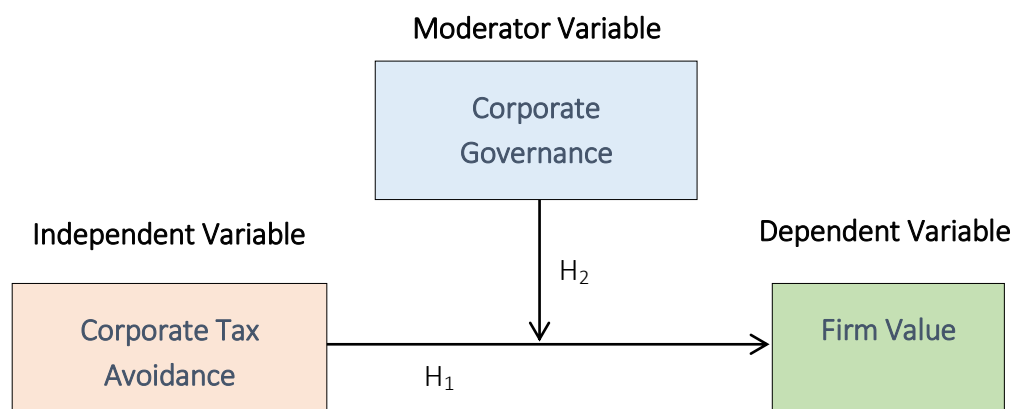 Moderator Variable
Corporate
Governance
Independent Variable
Dependent Variable
H₂
Corporate Tax
Avoidance
Firm Value
H₁